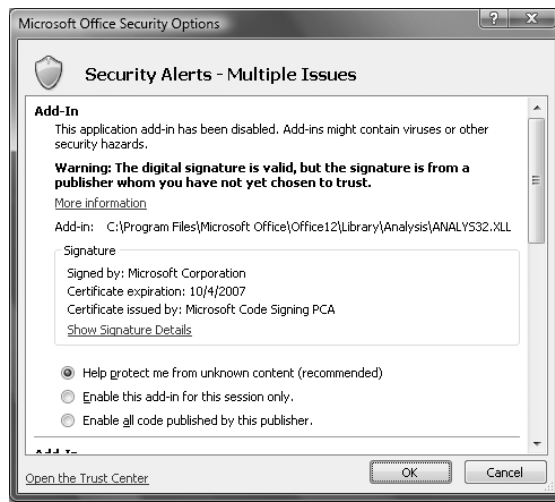 Microsoft Office Security Options
?
X
Security Alerts - Multiple Issues
Add-In
This application add-in has been disabled. Add-ins might contain viruses or other
security hazards.
Warning: The digital signature is valid, but the signature is from a
publisher whom you have not yet chosen to trust.
More information
Add-in: C:\Program Files\Microsoft Office\Office12\Library\Analysis\ANALYS32.XLL
Signature
Signed by: Microsoft Corporation
Certificate expiration: 10/4/2007
Certificate issued by: Microsoft Code Signing PCA
Show Signature Details
Help protect me from unknown content (recommended)
Enable this add-in for this session only.
Enable all code published by this publisher.
Add-In
Open the Trust Center
OK
Cancel